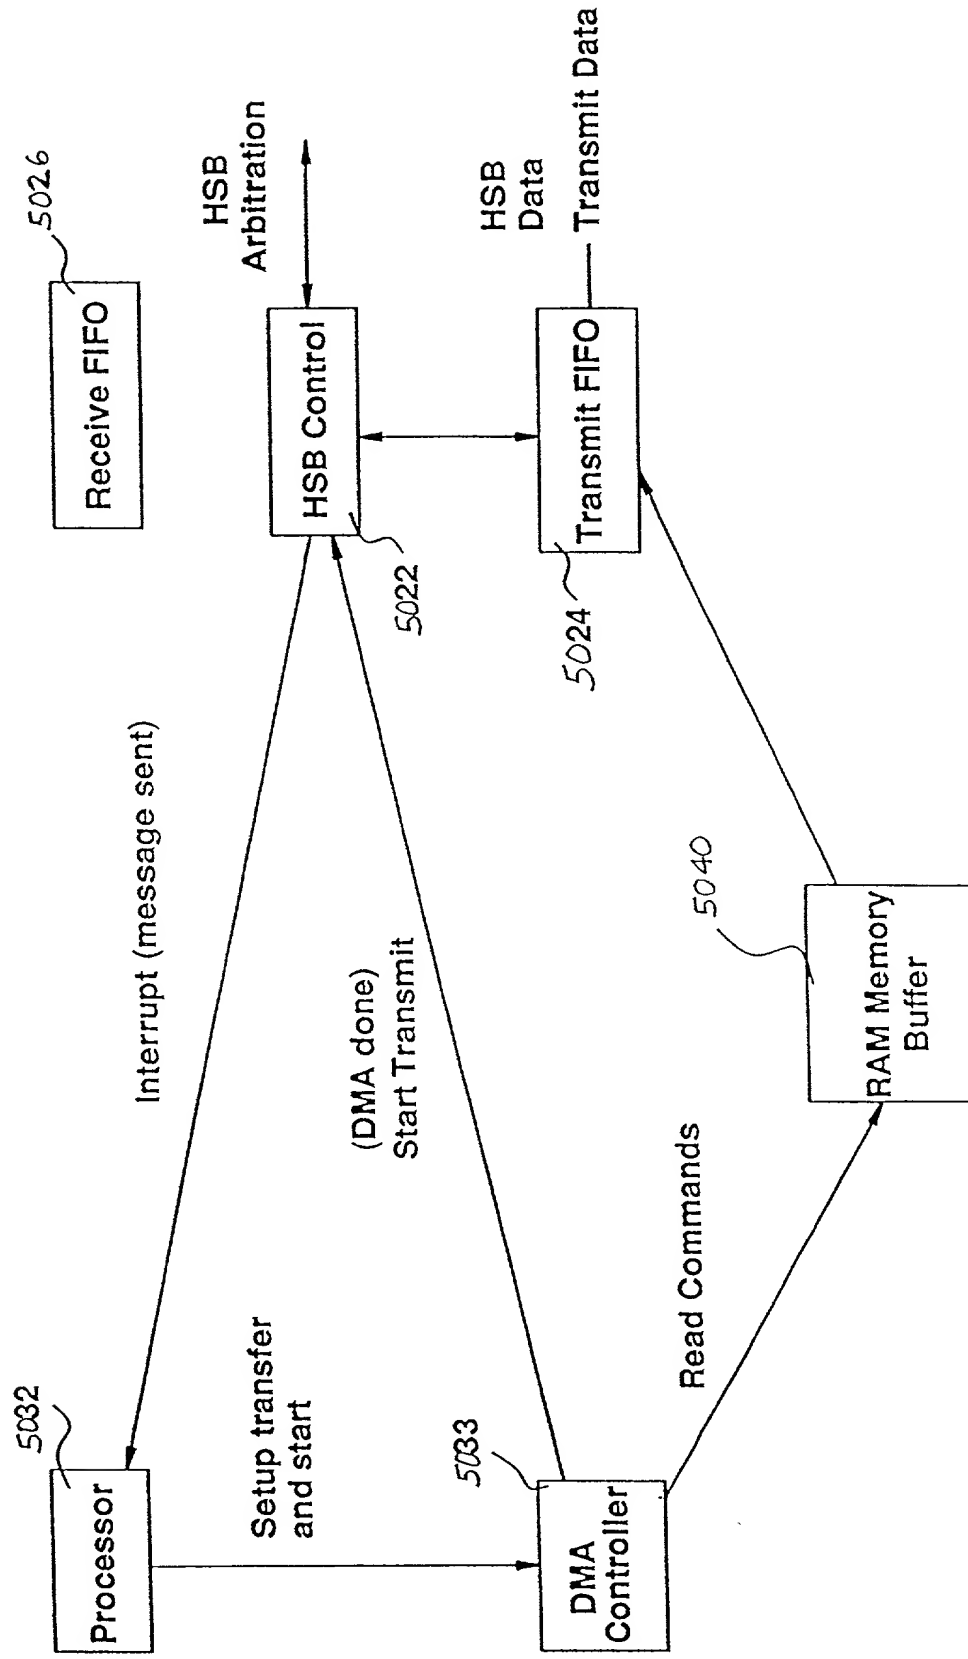 5032
Processor
Interrupt (message sent)
5026
Receive FIFO
Setup transfer
and start
(DMA done)
Start Transmit
HSB Control
5022
HSB
Arbitration
5033
DMA
Controller
Read Commands
5024
Transmit FIFO
HSB
Data
Transmit Data
5040
RAM Memory
Buffer